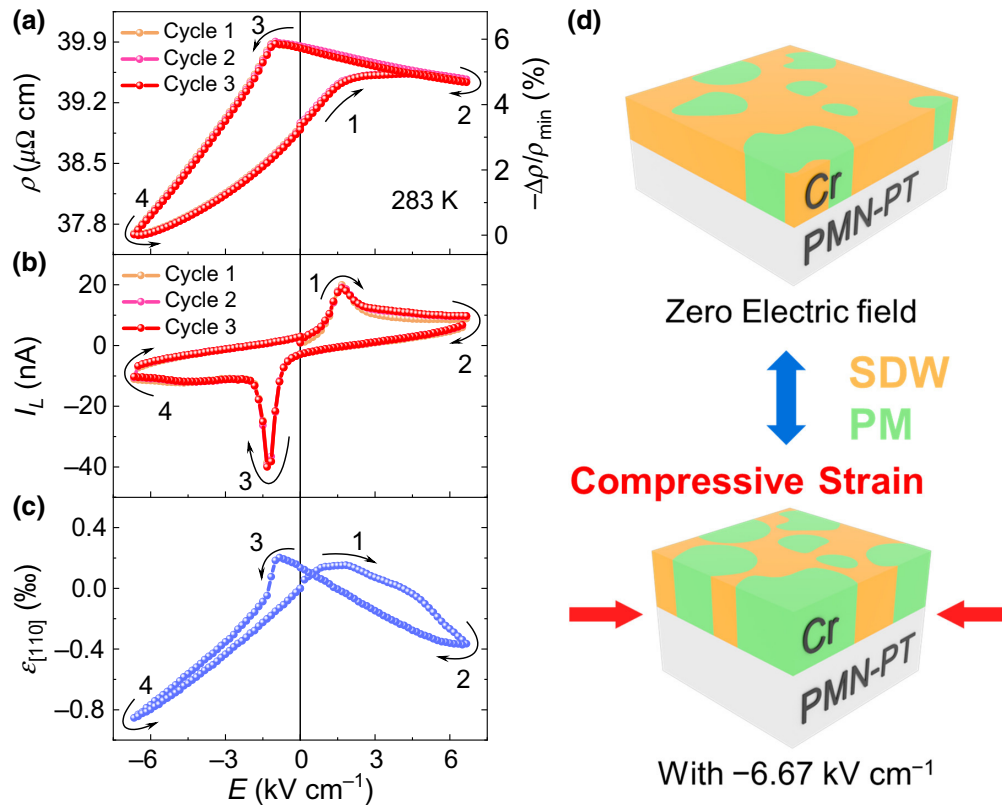 (a)
Cycle 1
Cycle 2
Cycle 3
39.9
39.2
38.5
37.8
ρ (μΩ cm)
6
4
2
0
−Δρ/ρmin (%)
3
1
2
4
283 K
(b)
Cycle 1
Cycle 2
Cycle 3
20
0
−20
−40
IL (nA)
1
2
3
4
(c)
0.4
0.0
−0.4
−0.8
ε[110] (‰)
3
1
2
4
−6
−3
0
3
6
E (kV cm−1)
(d)
Cr
PMN-PT
Zero Electric field
SDW
PM
Compressive Strain
Cr
PMN-PT
With −6.67 kV cm−1